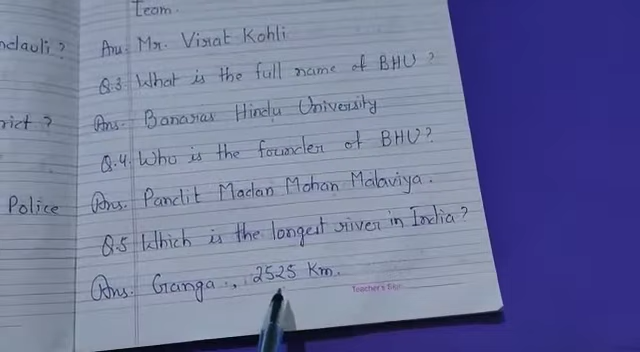 Team.
ndauli ?
Ans. Mr. Virat Kohli
Q.3 What is the full name of BHU ?
rict ?
Ans- Banaras Hindu University
Q.4. Who is the founder of BHU?
Police
Ans. Pandit Madan Mohan Malaviya.
Q.5 Which is the longest river in India?
Ans. Ganga ., 2525 Km.
Teacher's Sign